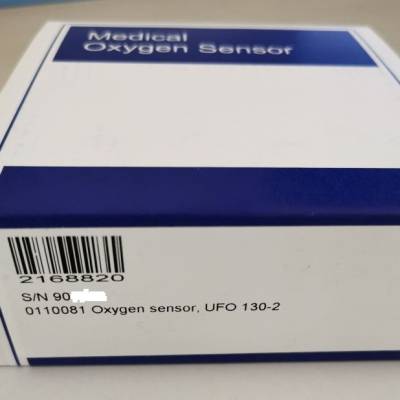 Medical
Oxygen Sensor
2168820
S/N 90
0110081 Oxygen sensor, UFO 130-2